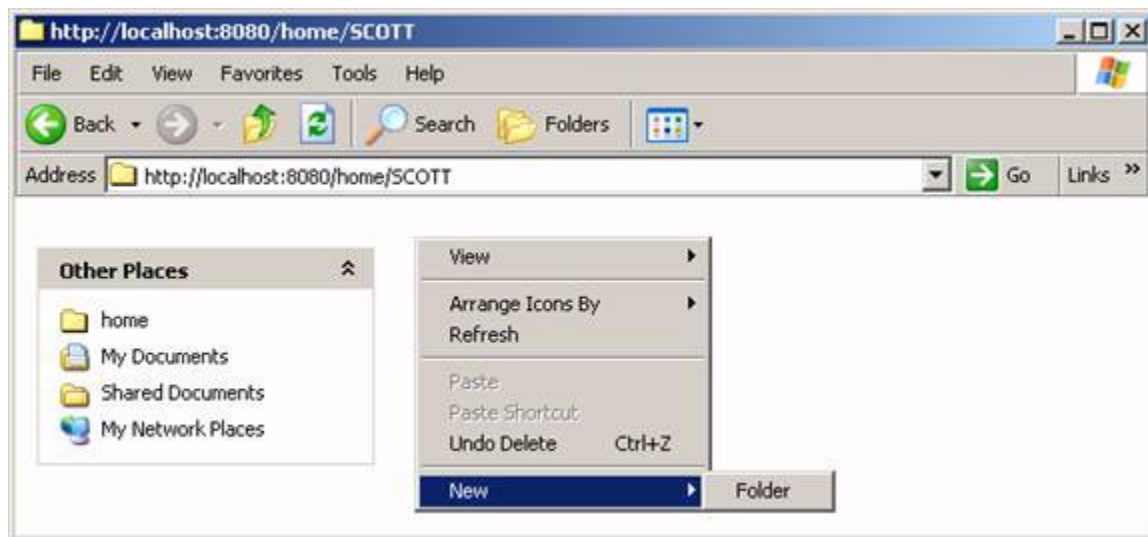 http://localhost:8080/home/SCOTT
File Edit View Favorites Tools Help
Back Search Folders
Address http://localhost:8080/home/SCOTT Go Links »
Other Places
home
My Documents
Shared Documents
My Network Places
View
Arrange Icons By
Refresh
Paste
Paste Shortcut
Undo Delete Ctrl+Z
New Folder